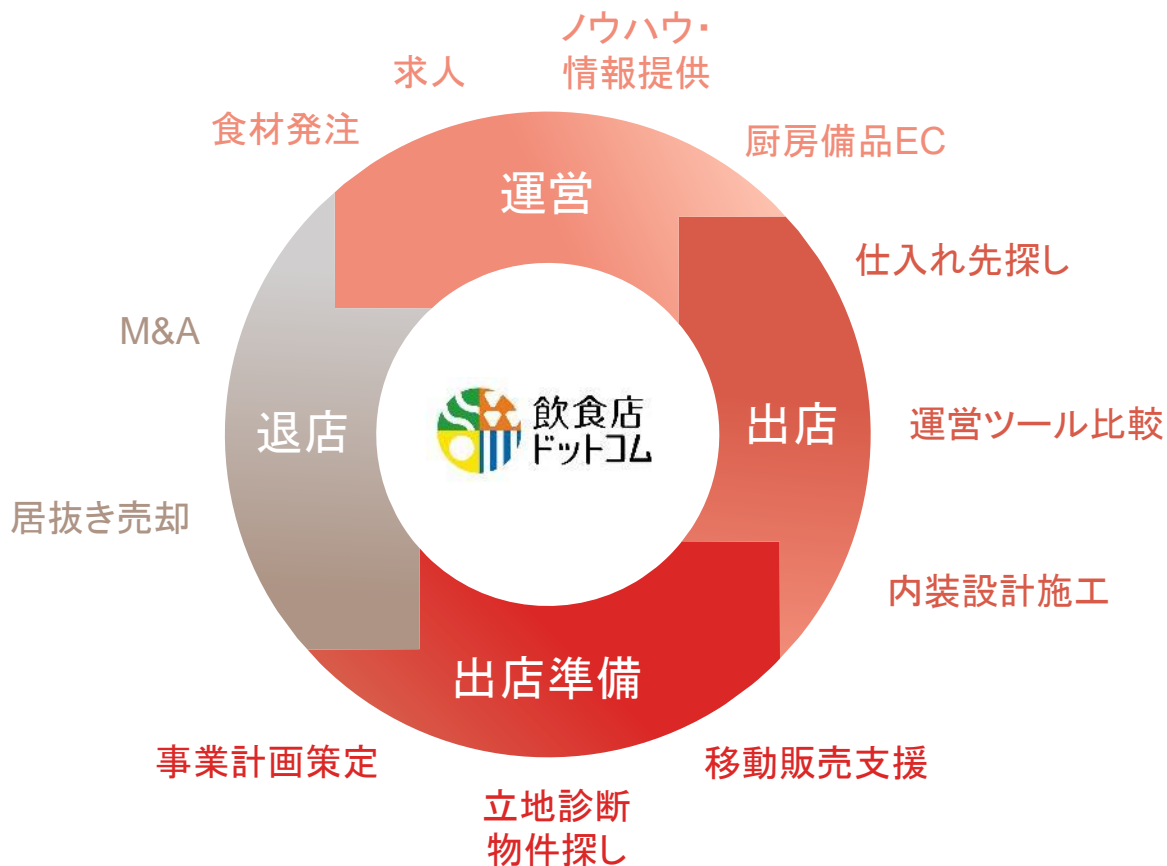 ノウハウ・
情報提供
求人
食材発注
厨房備品EC
運営
仕入れ先探し
M&A
退店
飲食店
ドットコム
出店
運営ツール比較
居抜き売却
内装設計施工
出店準備
事業計画策定
移動販売支援
立地診断
物件探し